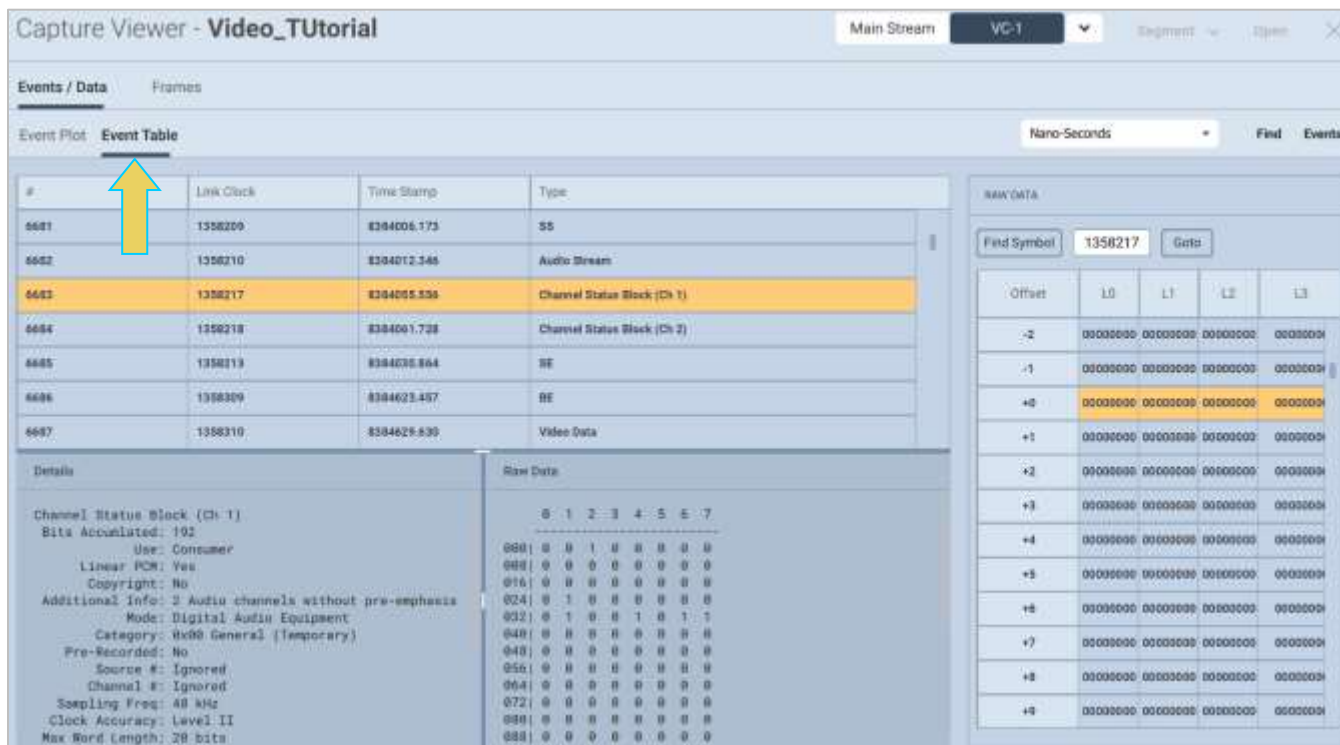 Capture Viewer - Video_TUtorial
Main Stream VC-1 Segment Open
Events / Data Frames
Event Plot Event Table
Nano-Seconds Find Events
# Link Clock Time Stamp Type
6681 1358209 8384006.173 SS
6682 1358210 8384012.346 Audio Stream
6683 1358217 8384055.556 Channel Status Block (Ch 1)
6684 1358218 8384061.728 Channel Status Block (Ch 2)
6685 1358213 8384030.864 SE
6686 1358309 8384623.457 BE
6687 1358310 8384629.630 Video Data
Details
Channel Status Block (Ch 1)
Bits Accumlated: 192
Use: Consumer
Linear PCM: Yes
Copyright: No
Additional Info: 2 Audio channels without pre-emphasis
Mode: Digital Audio Equipment
Category: 0x00 General (Temporary)
Pre-Recorded: No
Source #: Ignored
Channel #: Ignored
Sampling Freq: 48 kHz
Clock Accuracy: Level II
Max Word Length: 20 bits
Raw Data
0 1 2 3 4 5 6 7
000| 0 0 1 0 0 0 0 0
008| 0 0 0 0 0 0 0 0
016| 0 0 0 0 0 0 0 0
024| 0 1 0 0 0 0 0 0
032| 0 1 0 0 1 0 1 1
040| 0 0 0 0 0 0 0 0
048| 0 0 0 0 0 0 0 0
056| 0 0 0 0 0 0 0 0
064| 0 0 0 0 0 0 0 0
072| 0 0 0 0 0 0 0 0
080| 0 0 0 0 0 0 0 0
088| 0 0 0 0 0 0 0 0
RAW DATA
Find Symbol 1358217 Goto
Offset L0 L1 L2 L3
-2 00000000 00000000 00000000 00000000
-1 00000000 00000000 00000000 00000000
+0 00000000 00000000 00000000 00000000
+1 00000000 00000000 00000000 00000000
+2 00000000 00000000 00000000 00000000
+3 00000000 00000000 00000000 00000000
+4 00000000 00000000 00000000 00000000
+5 00000000 00000000 00000000 00000000
+6 00000000 00000000 00000000 00000000
+7 00000000 00000000 00000000 00000000
+8 00000000 00000000 00000000 00000000
+9 00000000 00000000 00000000 00000000